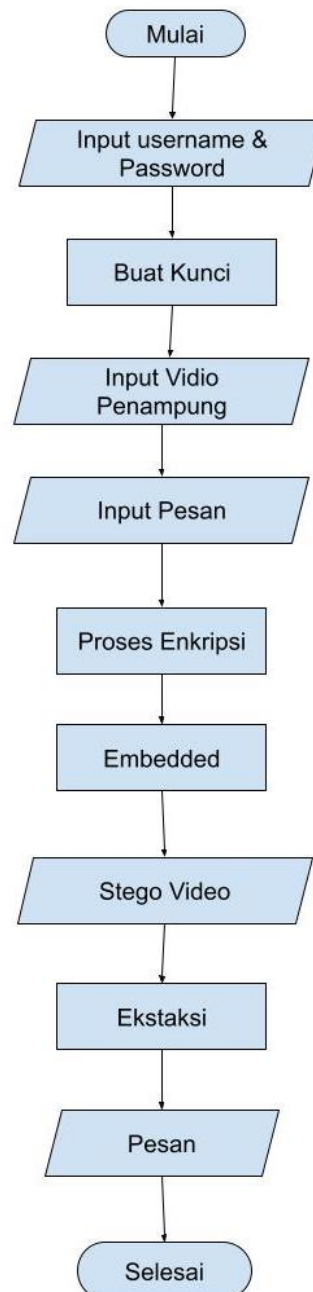 Mulai
Input username &
Password
Buat Kunci
Input Vidio
Penampung
Input Pesan
Proses Enkripsi
Embedded
Stego Video
Ekstaksi
Pesan
Selesai